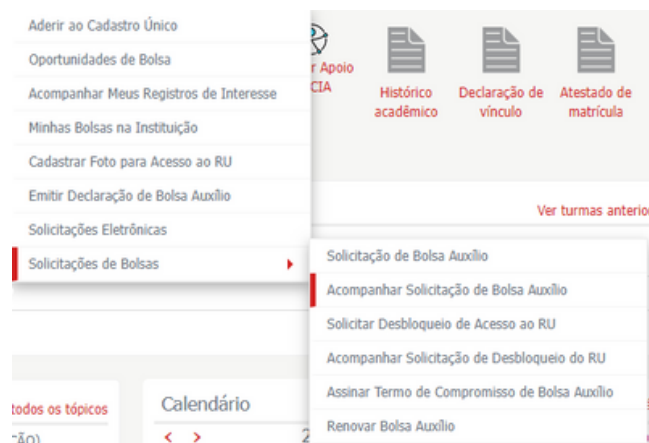 Aderir ao Cadastro Único
Oportunidades de Bolsa
Acompanhar Meus Registros de Interesse
Minhas Bolsas na Instituição
Cadastrar Foto para Acesso ao RU
Emitir Declaração de Bolsa Auxílio
Solicitações Eletrônicas
Solicitações de Bolsas
r Apoio
CIA
Histórico
acadêmico
Declaração de
vínculo
Atestado de
matrícula
Ver turmas anterio
Solicitação de Bolsa Auxílio
Acompanhar Solicitação de Bolsa Auxílio
Solicitar Desbloqueio de Acesso ao RU
Acompanhar Solicitação de Desbloqueio do RU
Assinar Termo de Compromisso de Bolsa Auxílio
Renovar Bolsa Auxílio
todos os tópicos
ÇÃO)
Calendário
< > 2